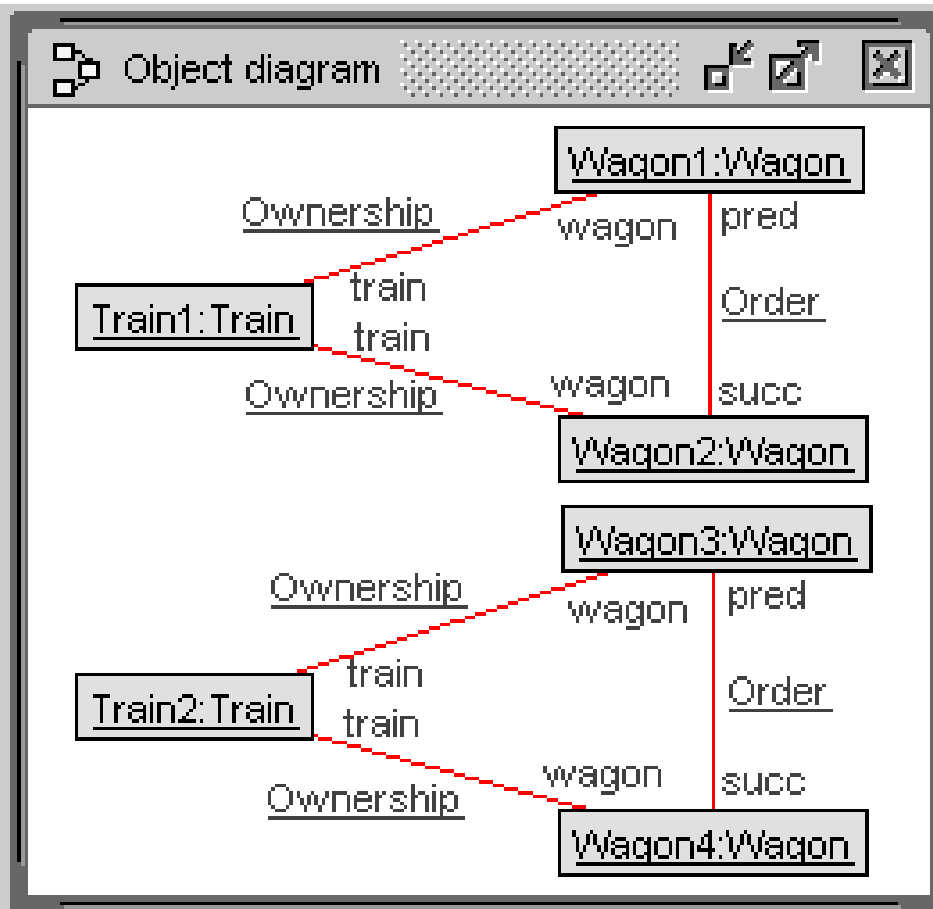 Object diagram
Wagon1:Wagon
Ownership
wagon
pred
train
Train1:Train
Order
train
Ownership
wagon
succ
Wagon2:Wagon
Wagon3:Wagon
Ownership
wagon
pred
train
Train2:Train
Order
train
Ownership
wagon
succ
Wagon4:Wagon